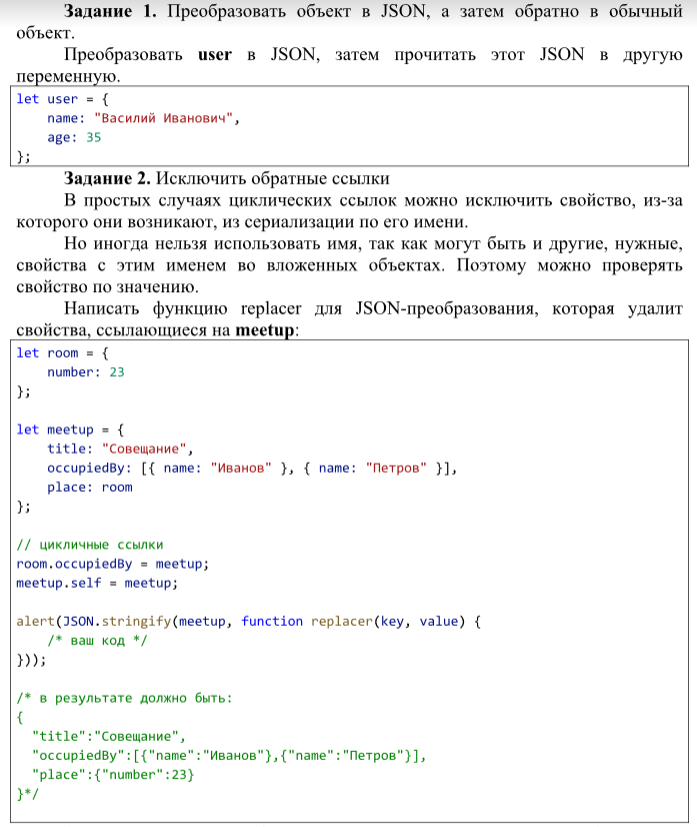 Задание 1. Преобразовать объект в JSON, а затем обратно в обычный
объект.
Преобразовать user в JSON, затем прочитать этот JSON в другую
переменную.
let user = {
name: "Василий Иванович",
age: 35
};
Задание 2. Исключить обратные ссылки
В простых случаях циклических ссылок можно исключить свойство, из-за
которого они возникают, из сериализации по его имени.
Но иногда нельзя использовать имя, так как могут быть и другие, нужные,
свойства с этим именем во вложенных объектах. Поэтому можно проверять
свойство по значению.
Написать функцию replacer для JSON-преобразования, которая удалит
свойства, ссылающиеся на meetup:
let room = {
number: 23
};
let meetup = {
title: "Совещание",
occupiedBy: [{ name: "Иванов" }, { name: "Петров" }],
place: room
};
// цикличные ссылки
room.occupiedBy = meetup;
meetup.self = meetup;
alert(JSON.stringify(meetup, function replacer(key, value) {
/* ваш код */
}));
/* в результате должно быть:
{
"title":"Совещание",
"occupiedBy":[{"name":"Иванов"},{"name":"Петров"}],
"place":{"number":23}
}*/